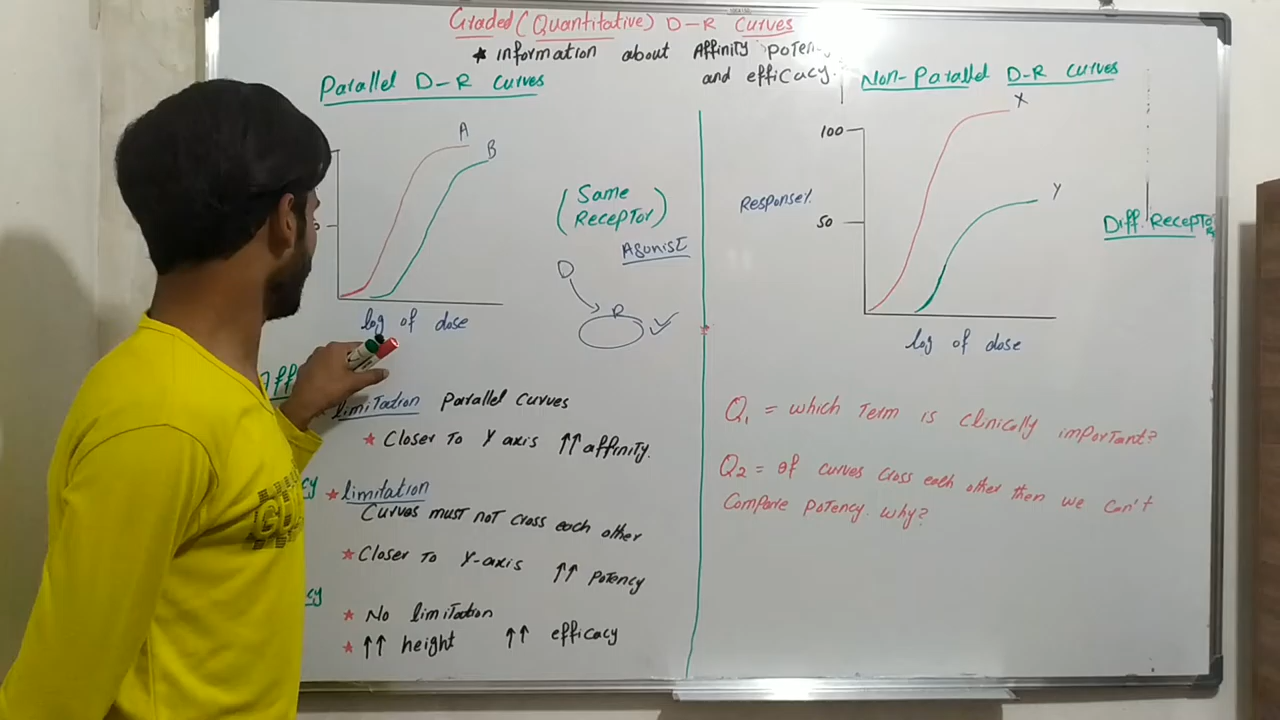 Graded (Quantitative) D-R Curves
★ information about Affinity poten
and efficacy.
Parallel D-R Curves
A
B
log of dose
(Same
Receptor)
Agonist
D
R
limitation Parallel Curves
★ Closer To Y axis ↑↑ affinity.
★ limitation
Curves must not cross each other
★ Closer To Y-axis ↑↑ Potency
cy
★ No limitation
★ ↑↑ height ↑↑ efficacy
Non-Parallel D-R Curves
X
100
Y
Response%
50
Diff. Receptor
log of dose
Q1 = which Term is clinically important?
Q2 = If curves cross each other then we can't
Compare Potency. why?